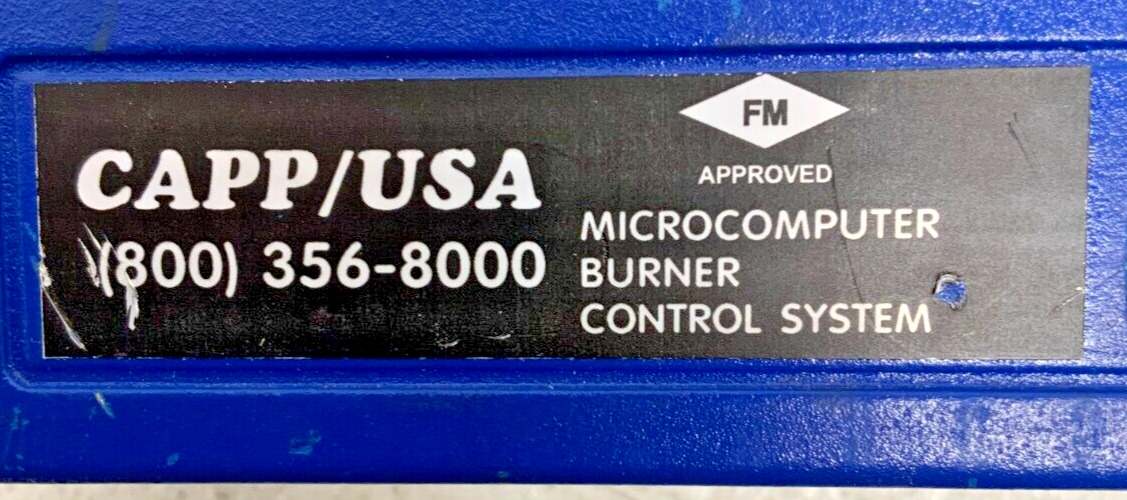 CAPP/USA
(800) 356-8000
FM
APPROVED
MICROCOMPUTER
BURNER
CONTROL SYSTEM